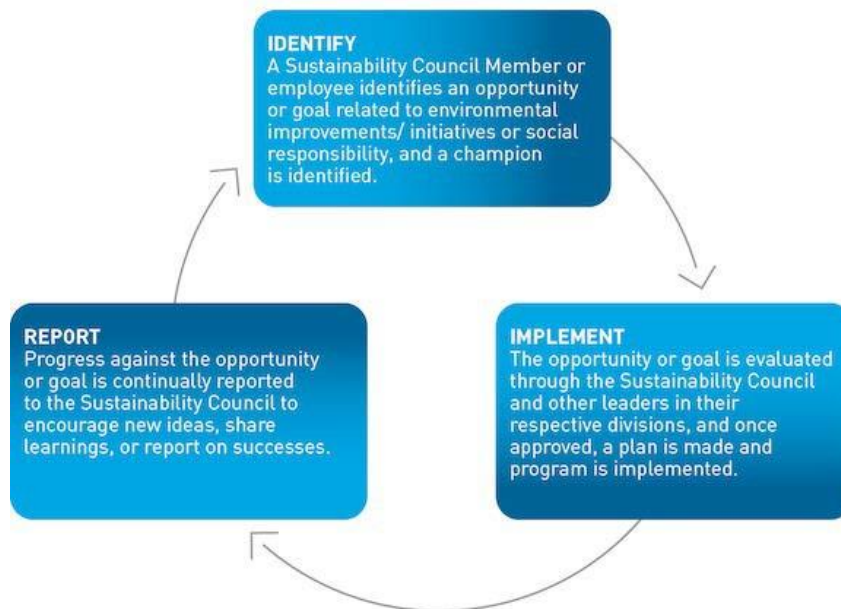 IDENTIFY
A Sustainability Council Member or
employee identifies an opportunity
or goal related to environmental
improvements/ initiatives or social
responsibility, and a champion
is identified.
REPORT
Progress against the opportunity
or goal is continually reported
to the Sustainability Council to
encourage new ideas, share
learnings, or report on successes.
IMPLEMENT
The opportunity or goal is evaluated
through the Sustainability Council
and other leaders in their
respective divisions, and once
approved, a plan is made and
program is implemented.